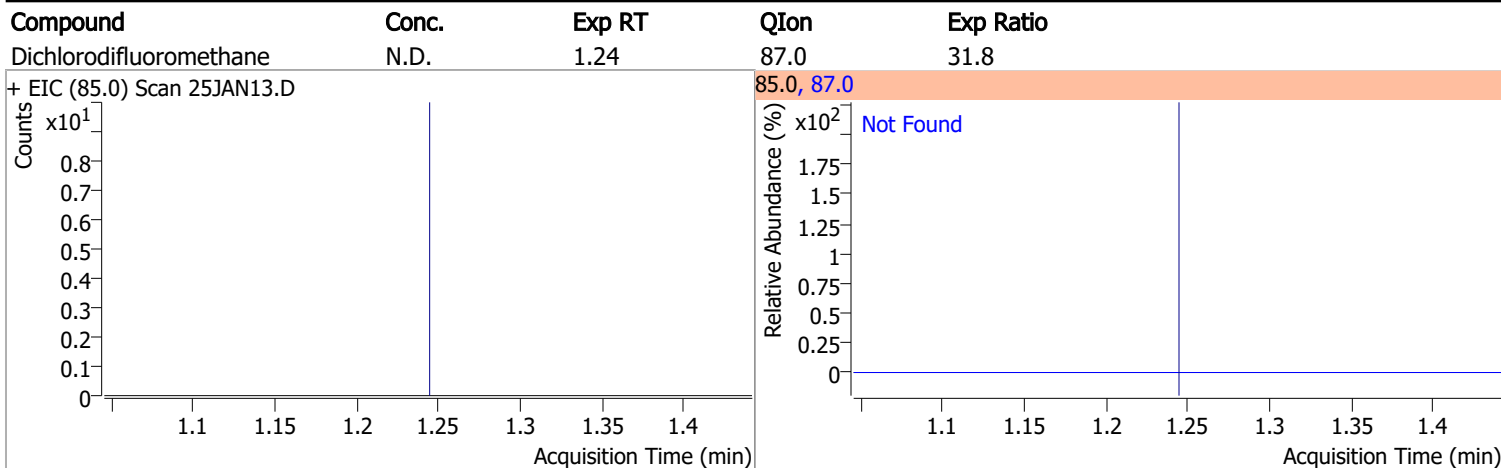 Compound Conc. Exp RT QIon Exp Ratio
Dichlorodifluoromethane N.D. 1.24 87.0 31.8
+ EIC (85.0) Scan 25JAN13.D
Counts
x10¹
0.8
0.7
0.6
0.5
0.4
0.3
0.2
0.1
0
1.1 1.15 1.2 1.25 1.3 1.35 1.4
Acquisition Time (min)
85.0, 87.0
Relative Abundance (%)
x10²
Not Found
1.75
1.5
1.25
1
0.75
0.5
0.25
0
1.1 1.15 1.2 1.25 1.3 1.35 1.4
Acquisition Time (min)